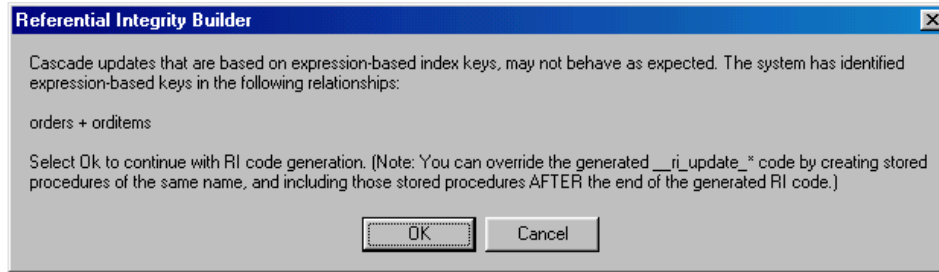 Referential Integrity Builder
Cascade updates that are based on expression-based index keys, may not behave as expected. The system has identified
expression-based keys in the following relationships:
orders + orditems
Select Ok to continue with RI code generation. (Note: You can override the generated __ri_update_* code by creating stored
procedures of the same name, and including those stored procedures AFTER the end of the generated RI code.)
OK
Cancel